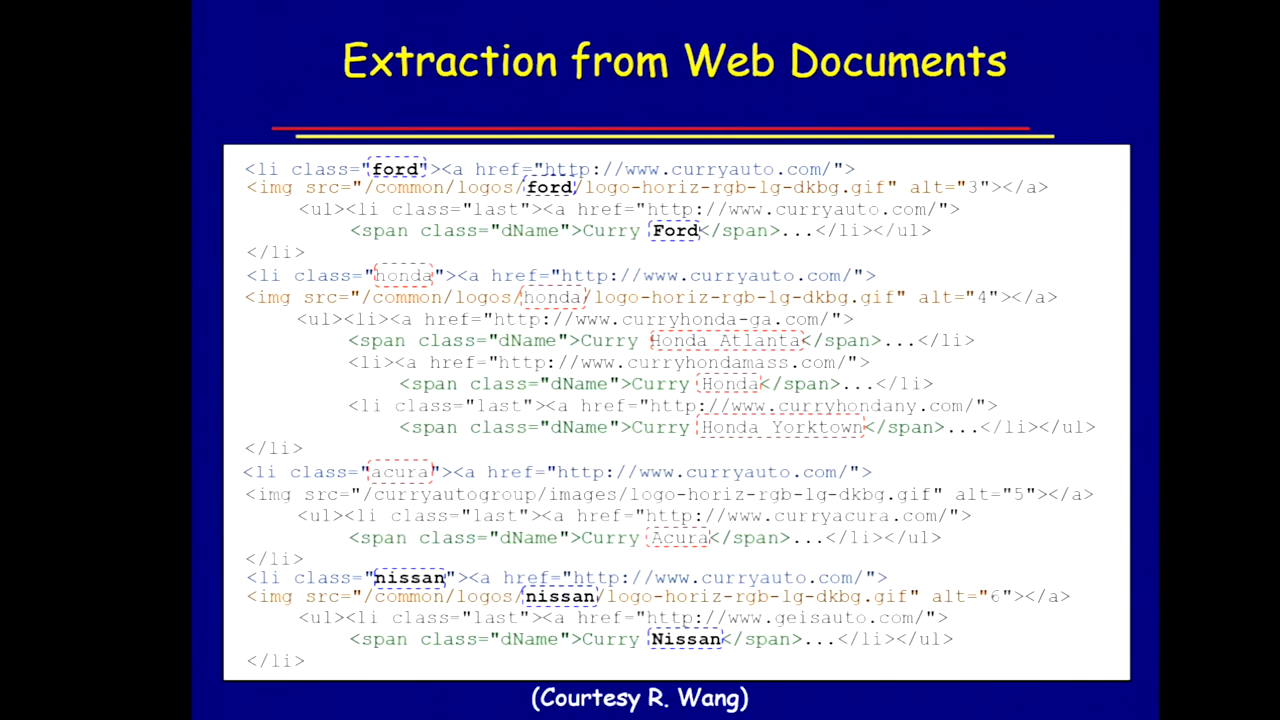 Extraction from Web Documents
<li class="ford"><a href="http://www.curryauto.com/">
<img src="/common/logos/ford/logo-horiz-rgb-lg-dkbg.gif" alt="3"></a>
<ul><li class="last"><a href="http://www.curryauto.com/">
<span class="dName">Curry Ford</span>...</li></ul>
</li>
<li class="honda"><a href="http://www.curryauto.com/">
<img src="/common/logos/honda/logo-horiz-rgb-lg-dkbg.gif" alt="4"></a>
<ul><li><a href="http://www.curryhonda-ga.com/">
<span class="dName">Curry Honda Atlanta</span>...</li>
<li><a href="http://www.curryhondamass.com/">
<span class="dName">Curry Honda</span>...</li>
<li class="last"><a href="http://www.curryhondany.com/">
<span class="dName">Curry Honda Yorktown</span>...</li></ul>
</li>
<li class="acura"><a href="http://www.curryauto.com/">
<img src="/curryautogroup/images/logo-horiz-rgb-lg-dkbg.gif" alt="5"></a>
<ul><li class="last"><a href="http://www.curryacura.com/">
<span class="dName">Curry Acura</span>...</li></ul>
</li>
<li class="nissan"><a href="http://www.curryauto.com/">
<img src="/common/logos/nissan/logo-horiz-rgb-lg-dkbg.gif" alt="6"></a>
<ul><li class="last"><a href="http://www.geisauto.com/">
<span class="dName">Curry Nissan</span>...</li></ul>
</li>
(Courtesy R. Wang)